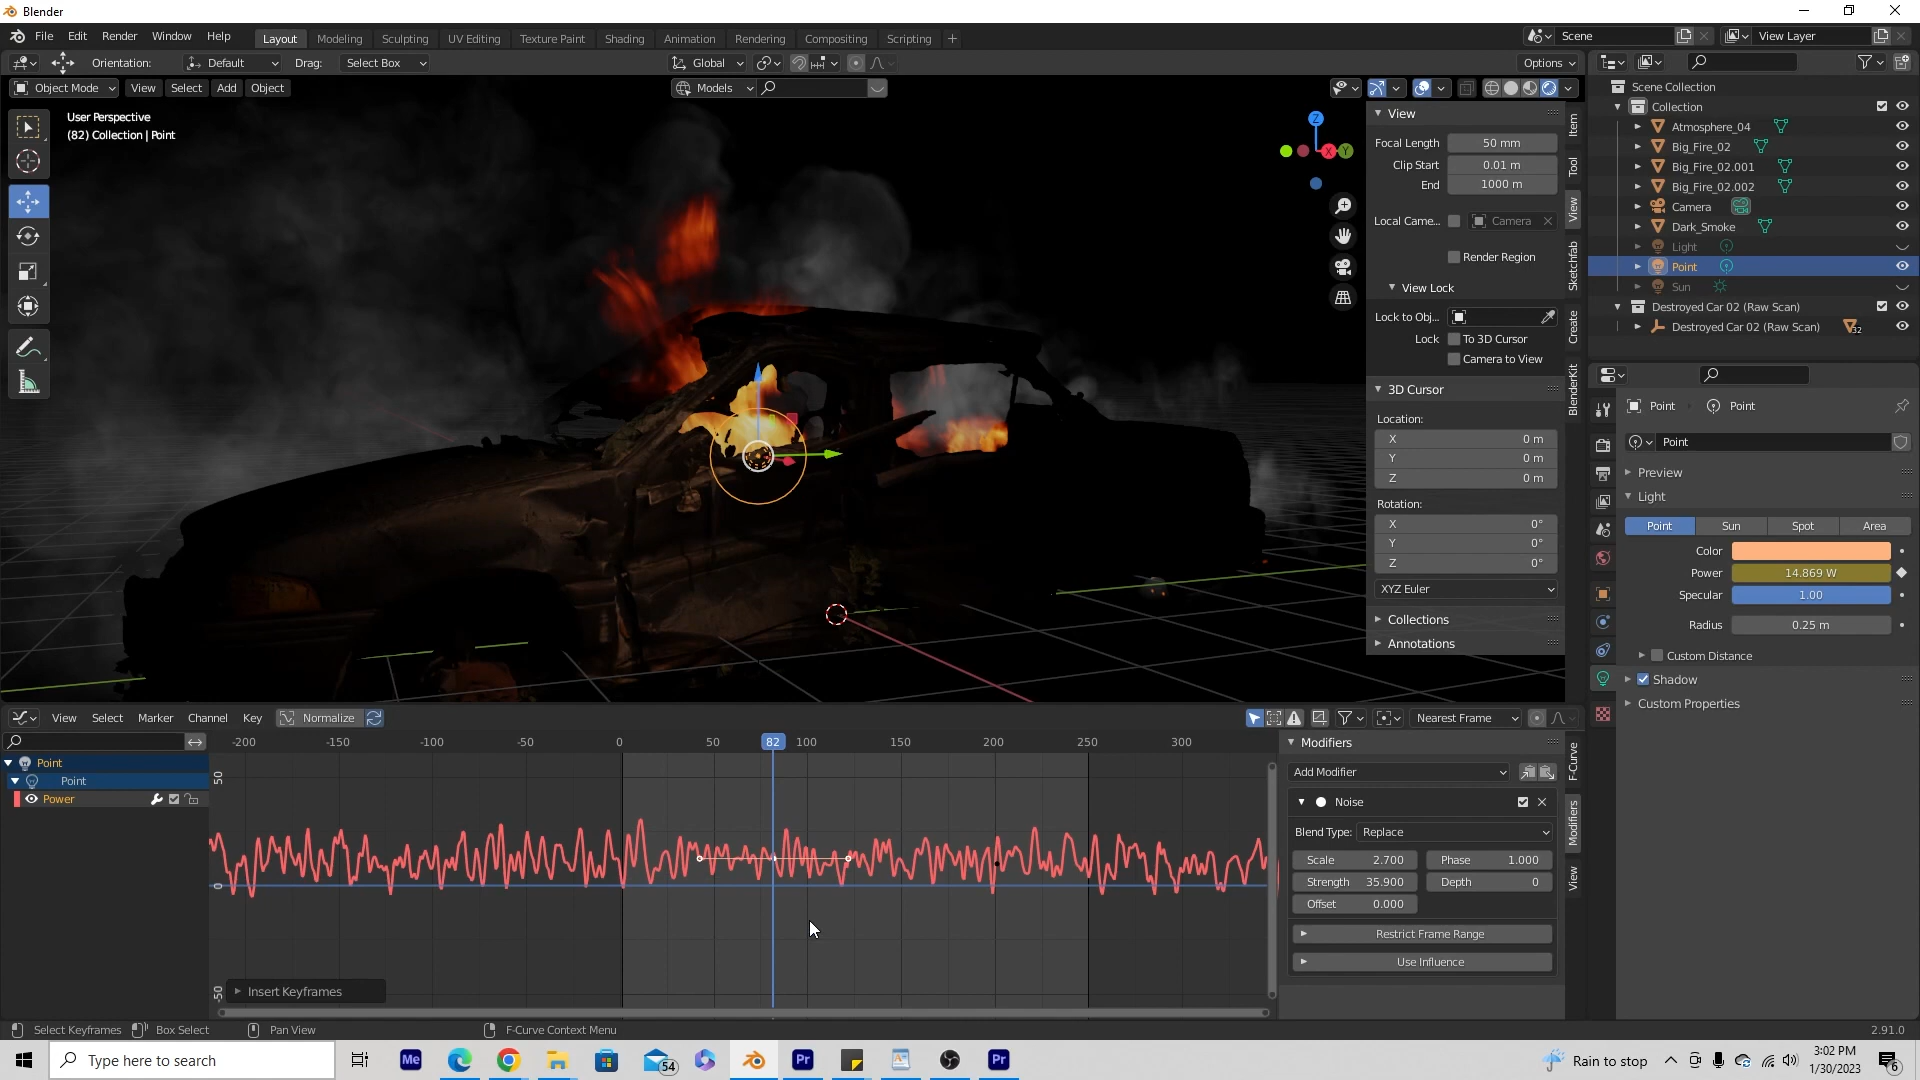 Blender
File Edit Render Window Help
Layout Modeling Sculpting UV Editing Texture Paint Shading Animation Rendering Compositing Scripting +
Scene
View Layer
Orientation: Default Drag: Select Box
Global
Options
Object Mode View Select Add Object
Models
User Perspective
(82) Collection | Point
Z
X
Y
View
Focal Length 50 mm
Clip Start 0.01 m
End 1000 m
Local Came... Camera
Render Region
View Lock
Lock to Obj...
Lock To 3D Cursor
Camera to View
3D Cursor
Location:
X 0 m
Y 0 m
Z 0 m
Rotation:
X 0°
Y 0°
Z 0°
XYZ Euler
Collections
Annotations
Item
Tool
View
Sketchfab
Create
BlenderKit
Scene Collection
Collection
Atmosphere_04
Big_Fire_02
Big_Fire_02.001
Big_Fire_02.002
Camera
Dark_Smoke
Light
Point
Sun
Destroyed Car 02 (Raw Scan)
Destroyed Car 02 (Raw Scan) 32
Point Point
Point
Preview
Light
Point Sun Spot Area
Color
Power 14.869 W
Specular 1.00
Radius 0.25 m
Custom Distance
Shadow
Custom Properties
View Select Marker Channel Key Normalize
Nearest Frame
-200 -150 -100 -50 0 50 82 100 150 200 250 300
Point
Point
Power
50
0
-50
Insert Keyframes
Modifiers
Add Modifier
Noise
Blend Type: Replace
Scale 2.700 Phase 1.000
Strength 35.900 Depth 0
Offset 0.000
Restrict Frame Range
Use Influence
F-Curve
Modifiers
View
Select Keyframes Box Select Pan View F-Curve Context Menu 2.91.0
Type here to search
Me
54
Pr
Pr
Rain to stop
3:02 PM
1/30/2023
6